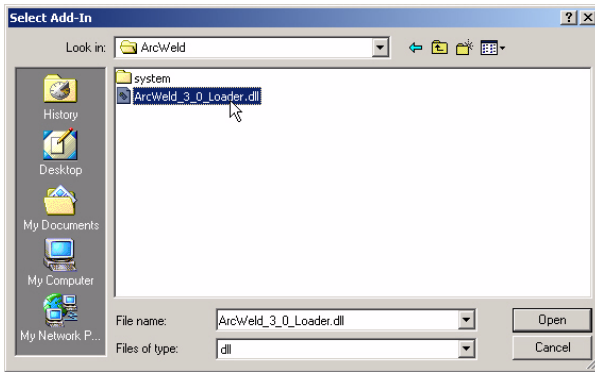 Select Add-In
Look in: ArcWeld
History
Desktop
My Documents
My Computer
My Network P...
system
ArcWeld_3_0_Loader.dll
File name: ArcWeld_3_0_Loader.dll Open
Files of type: dll Cancel